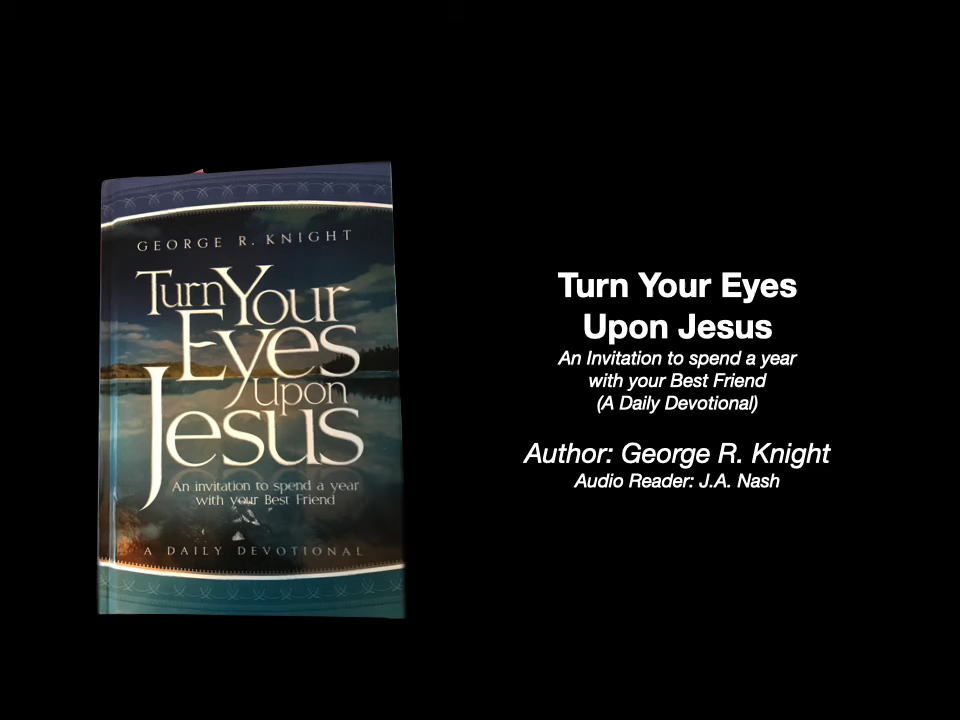 GEORGE R. KNIGHT
Turn Your
Eyes
Upon
Jesus
An invitation to spend a year
with your Best Friend
A DAILY DEVOTIONAL
Turn Your Eyes
Upon Jesus
An Invitation to spend a year
with your Best Friend
(A Daily Devotional)
Author: George R. Knight
Audio Reader: J.A. Nash